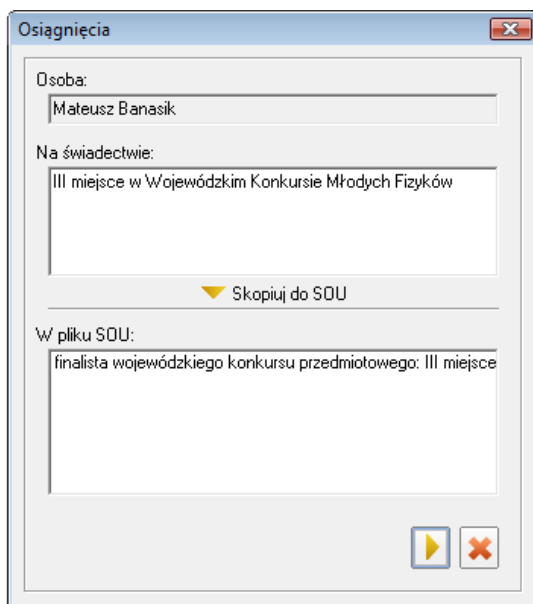 Osiągnięcia
Osoba:
Mateusz Banasik
Na świadectwie:
III miejsce w Wojewódzkim Konkursie Młodych Fizyków
Skopiuj do SOU
W pliku SOU:
finalista wojewódzkiego konkursu przedmiotowego: III miejsce